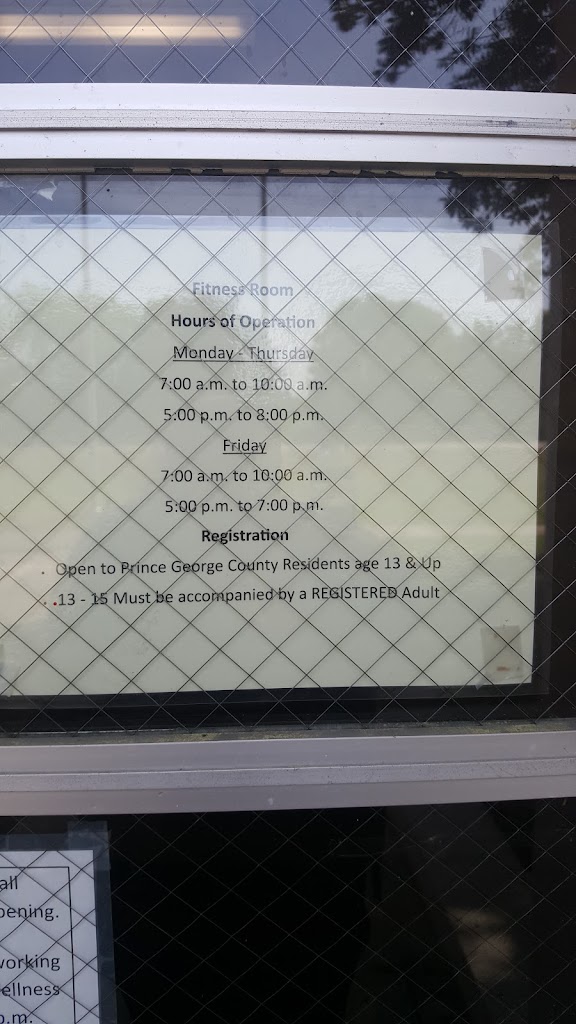 Fitness Room
Hours of Operation
Monday - Thursday
7:00 a.m. to 10:00 a.m.
5:00 p.m. to 8:00 p.m.
Friday
7:00 a.m. to 10:00 a.m.
5:00 p.m. to 7:00 p.m.
Registration
Open to Prince George County Residents age 13 & Up
13 - 15 Must be accompanied by a REGISTERED Adult
all
pening.
working
ellness
p.m.